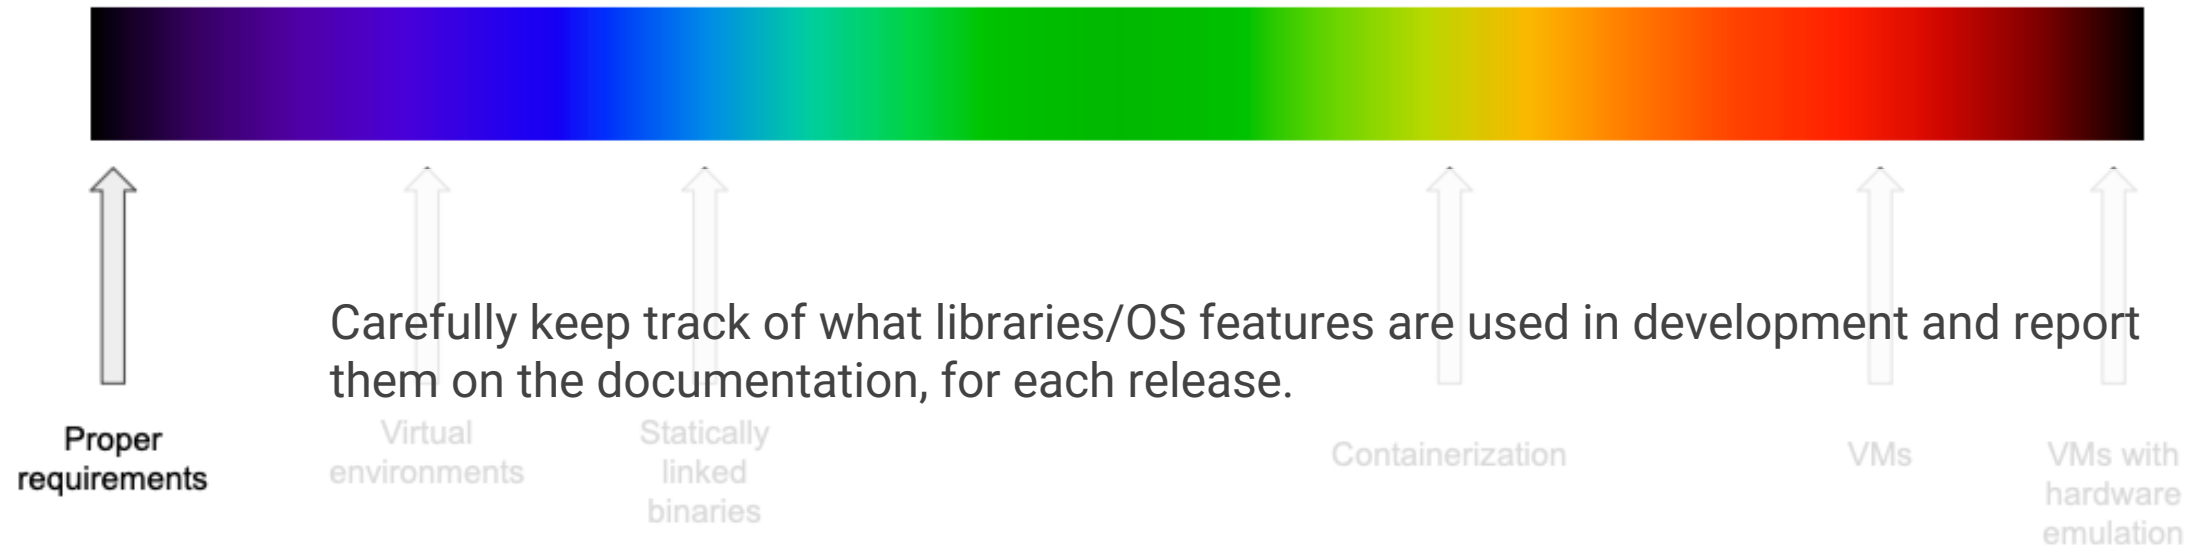 Carefully keep track of what libraries/OS features are used in development and report
them on the documentation, for each release.
Proper
requirements
Virtual
environments
Statically
linked
binaries
Containerization
VMs
VMs with
hardware
emulation